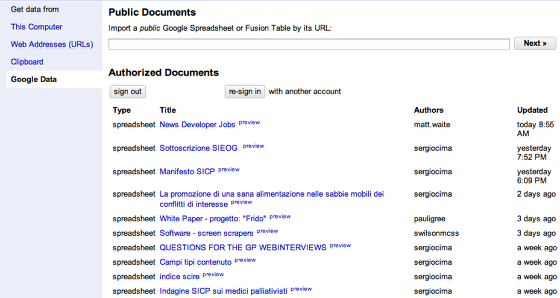 Get data from
This Computer
Web Addresses (URLs)
Clipboard
Google Data
Public Documents
Import a public Google Spreadsheet or Fusion Table by its URL:
Next »
Authorized Documents
sign out re-sign in with another account
Type Title Authors Updated
spreadsheet News Developer Jobs preview matt.waite today 8:55
AM
spreadsheet Sottoscrizione SIEOG preview sergiocima yesterday
7:52 PM
spreadsheet Manifesto SICP preview sergiocima yesterday
6:09 PM
spreadsheet La promozione di una sana alimentazione nelle sabbie mobili dei sergiocima 2 days ago
conflitti di interesse preview
spreadsheet White Paper - progetto: "Frido" preview pauligree 3 days ago
spreadsheet Software - screen scrapers preview swilsonmcss 3 days ago
spreadsheet QUESTIONS FOR THE GP WEBINTERVIEWS preview sergiocima a week ago
spreadsheet Campi tipi contenuto preview sergiocima a week ago
spreadsheet indice scire preview sergiocima a week ago
spreadsheet Indagine SICP sui medici palliativisti preview sergiocima a week ago